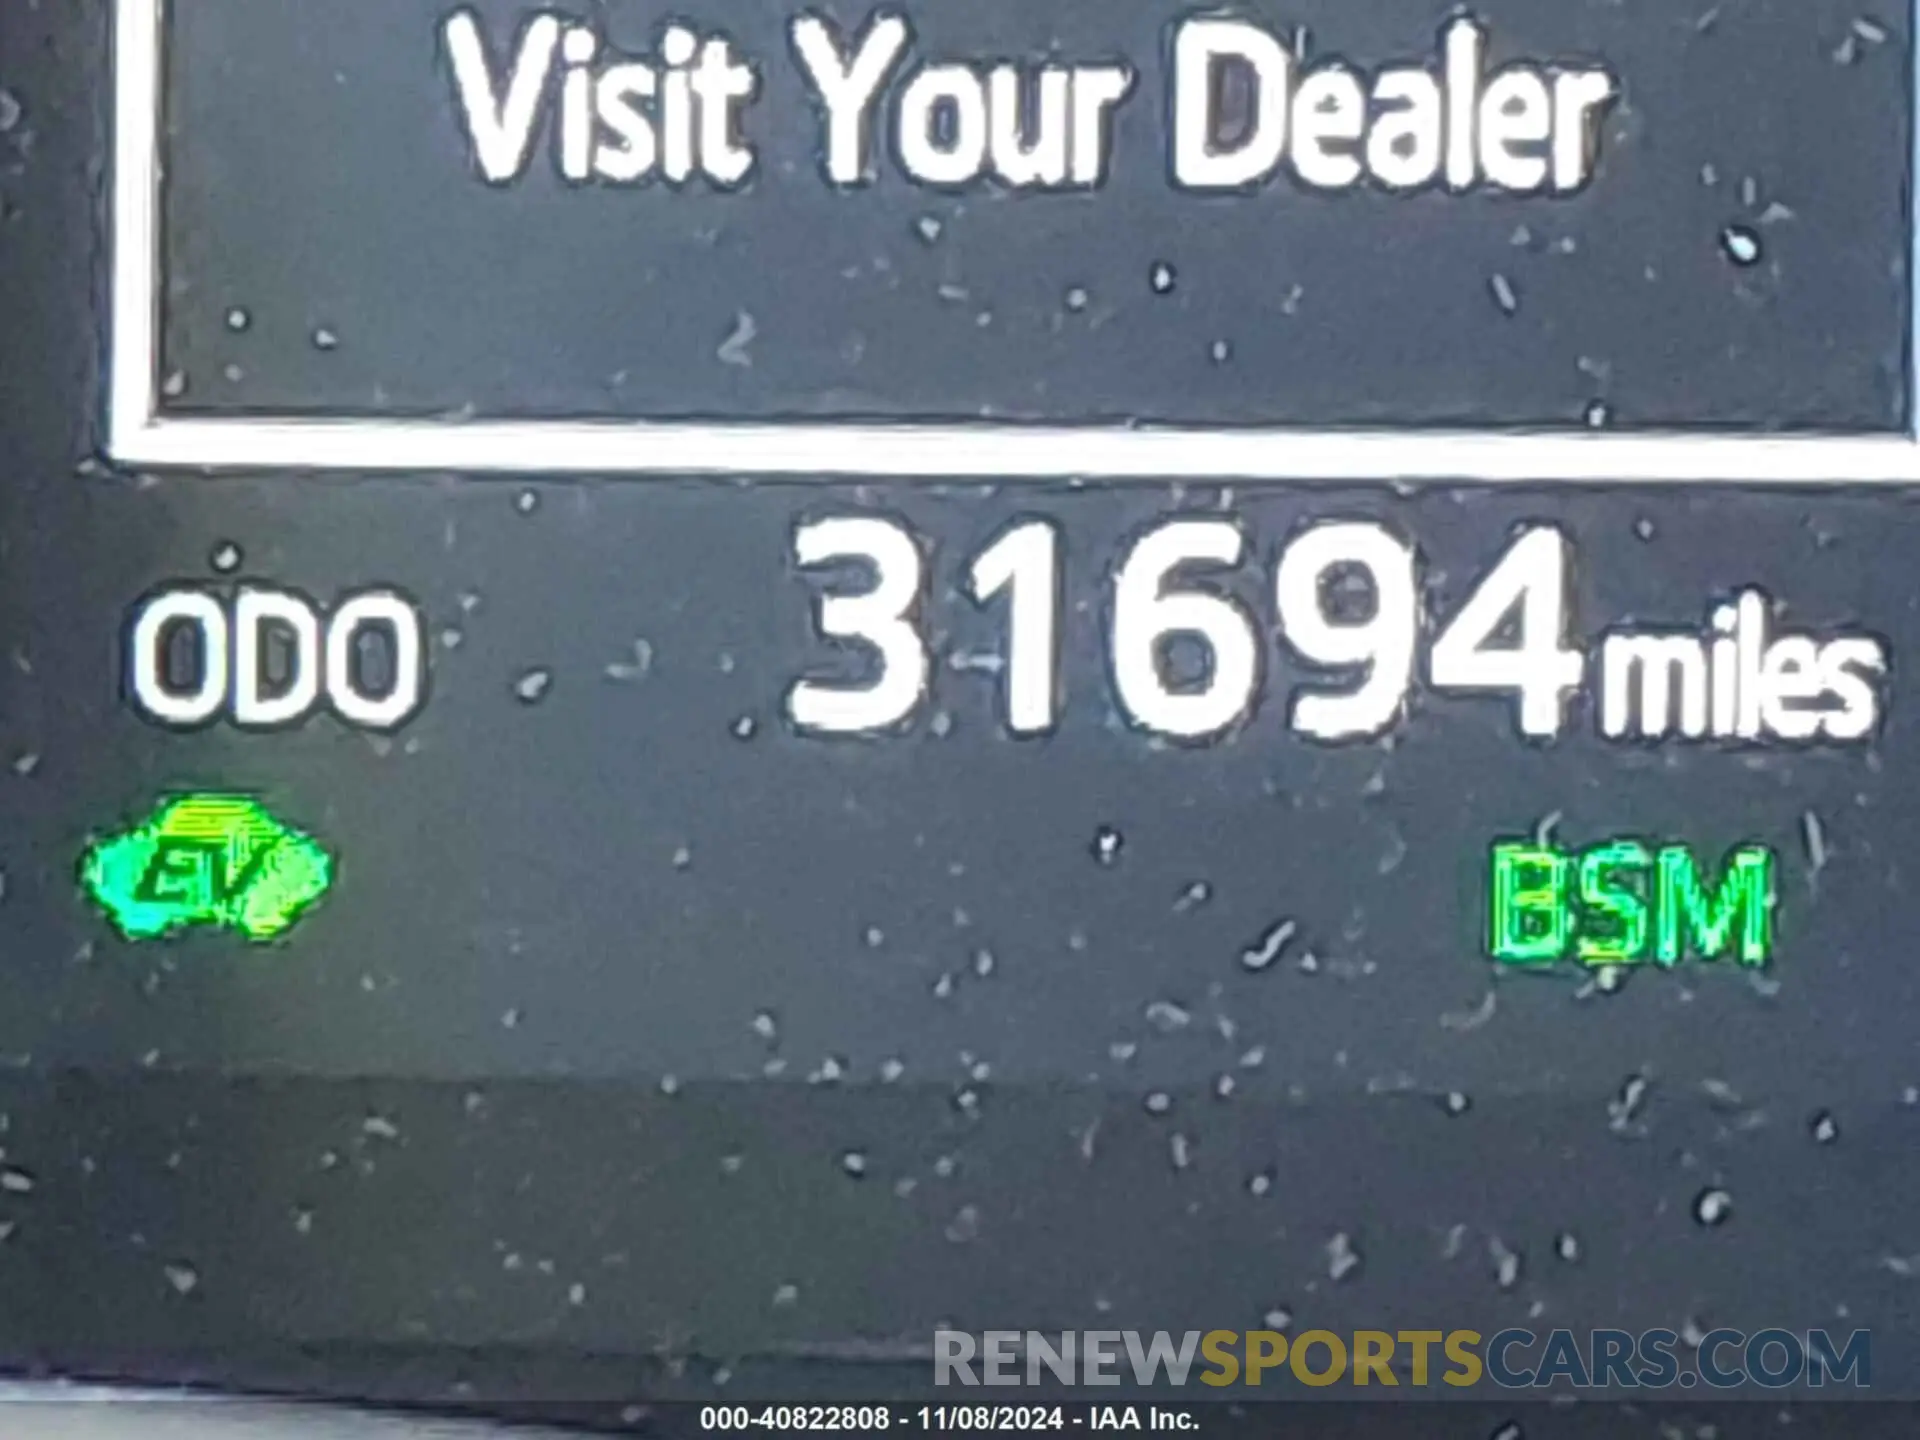 Visit Your Dealer
ODO 31694 miles
EV BSM
RENEWSPORTSCARS.COM
000-40822808 - 11/08/2024 - IAA Inc.